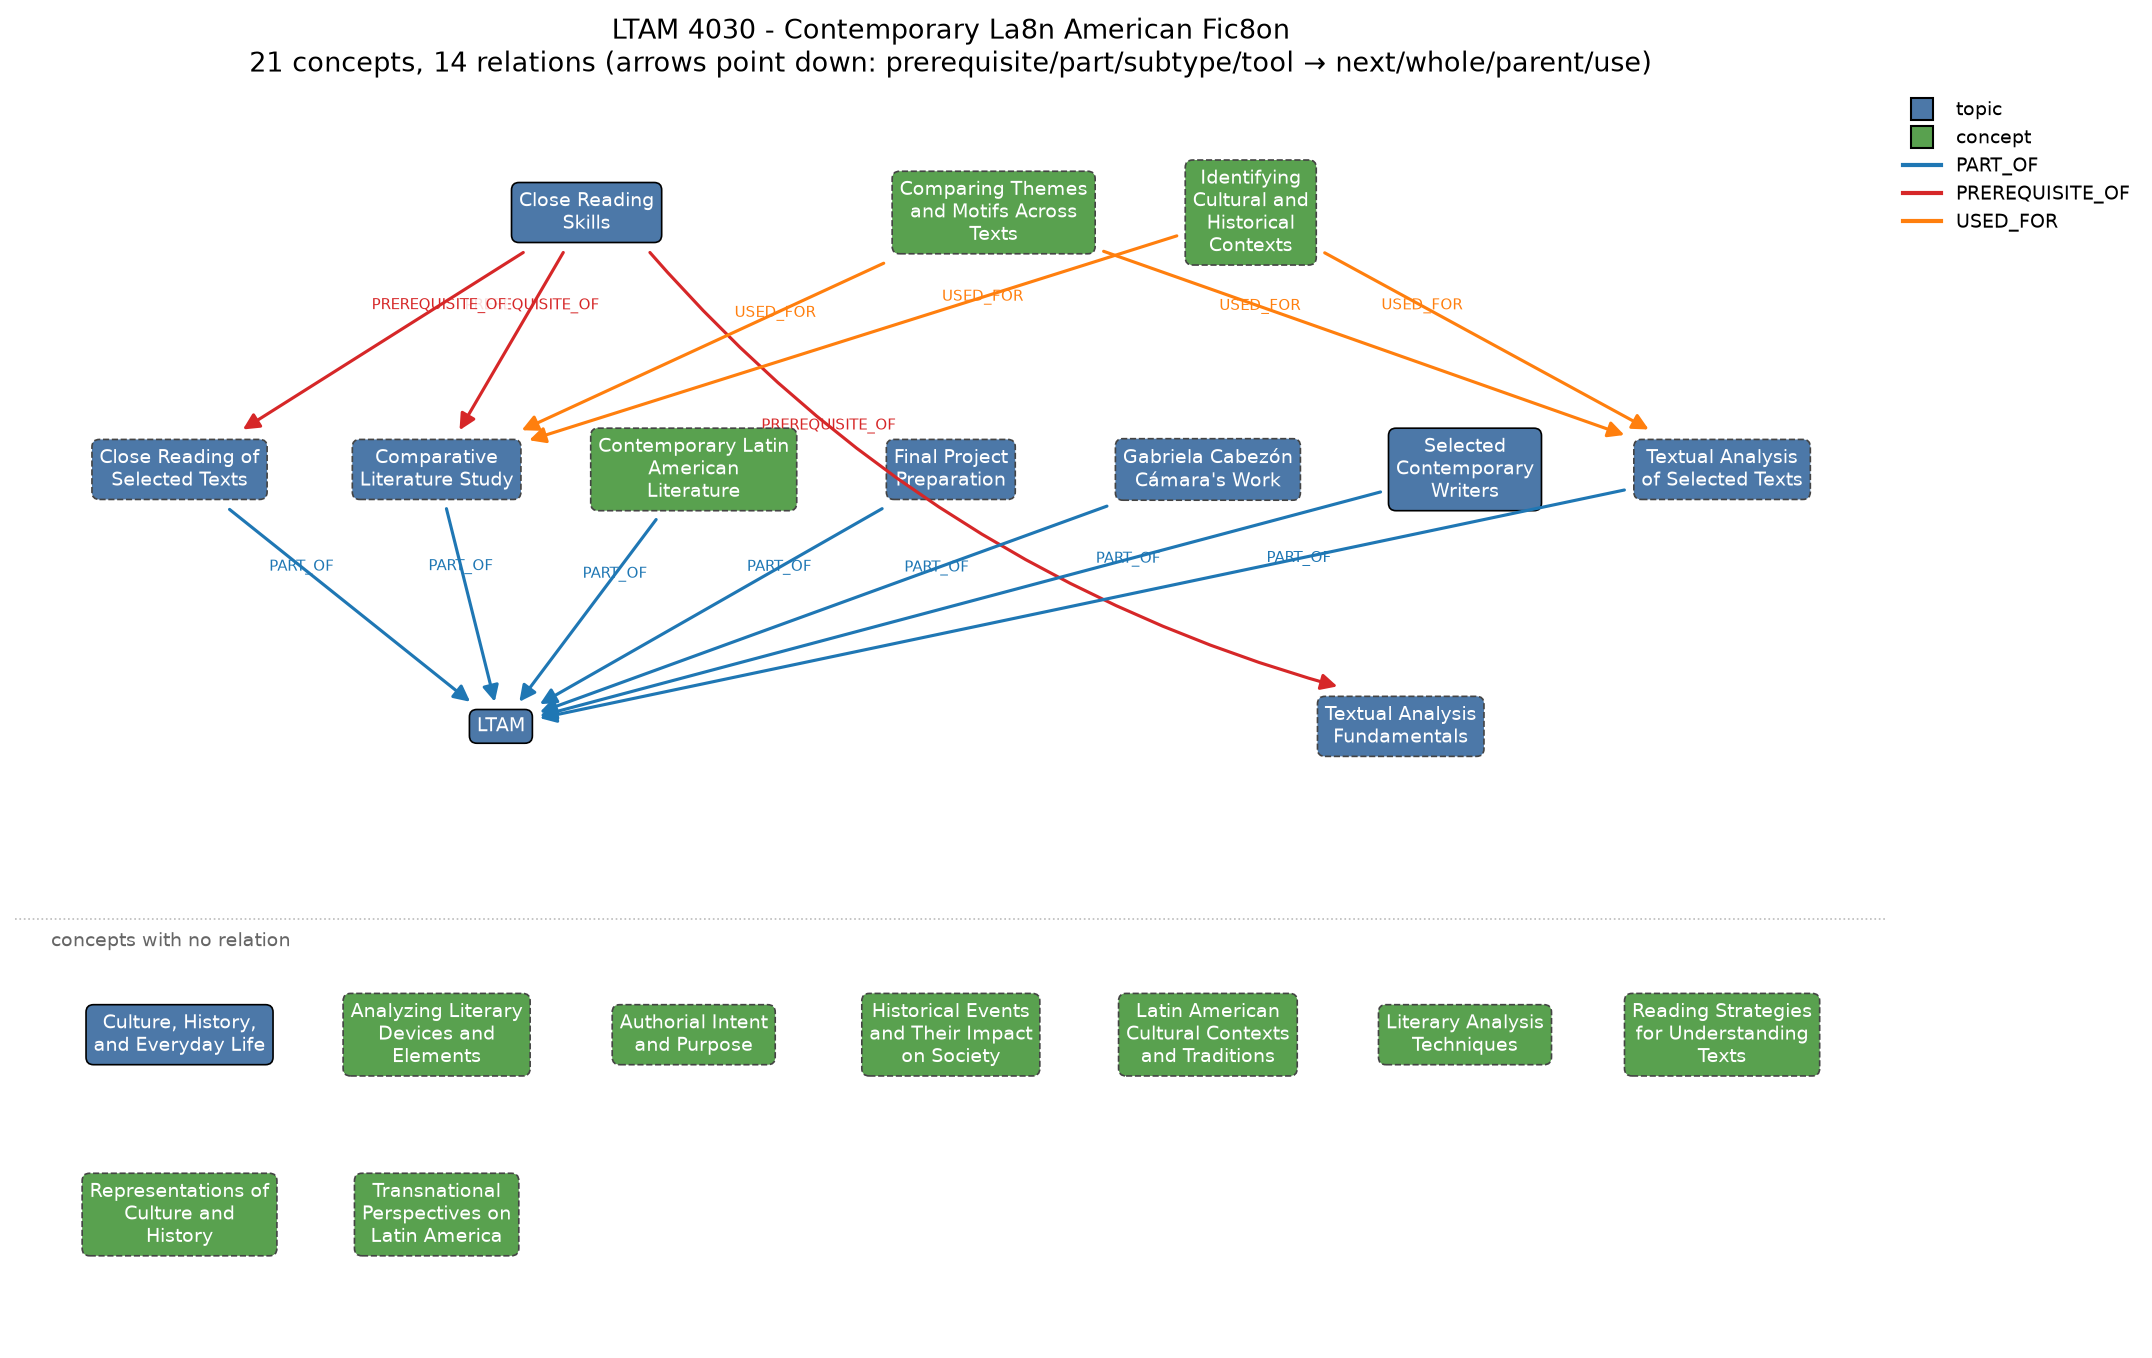 LTAM 4030 - Contemporary La8n American Fic8on
21 concepts, 14 relations (arrows point down: prerequisite/part/subtype/tool → next/whole/parent/use)
topic
concept
PART_OF
PREREQUISITE_OF
USED_FOR
Close Reading
Skills
Comparing Themes
and Motifs Across
Texts
Identifying
Cultural and
Historical
Contexts
PREREQUISITE_OF
USED_FOR
USED_FOR
USED_FOR
USED_FOR
PREREQUISITE_OF
Close Reading of
Selected Texts
Comparative
Literature Study
Contemporary Latin
American
Literature
Final Project
Preparation
Gabriela Cabezón
Cámara's Work
Selected
Contemporary
Writers
Textual Analysis
of Selected Texts
PART_OF
PART_OF
PART_OF
PART_OF
PART_OF
PART_OF
PART_OF
LTAM
Textual Analysis
Fundamentals
concepts with no relation
Culture, History,
and Everyday Life
Analyzing Literary
Devices and
Elements
Authorial Intent
and Purpose
Historical Events
and Their Impact
on Society
Latin American
Cultural Contexts
and Traditions
Literary Analysis
Techniques
Reading Strategies
for Understanding
Texts
Representations of
Culture and
History
Transnational
Perspectives on
Latin America